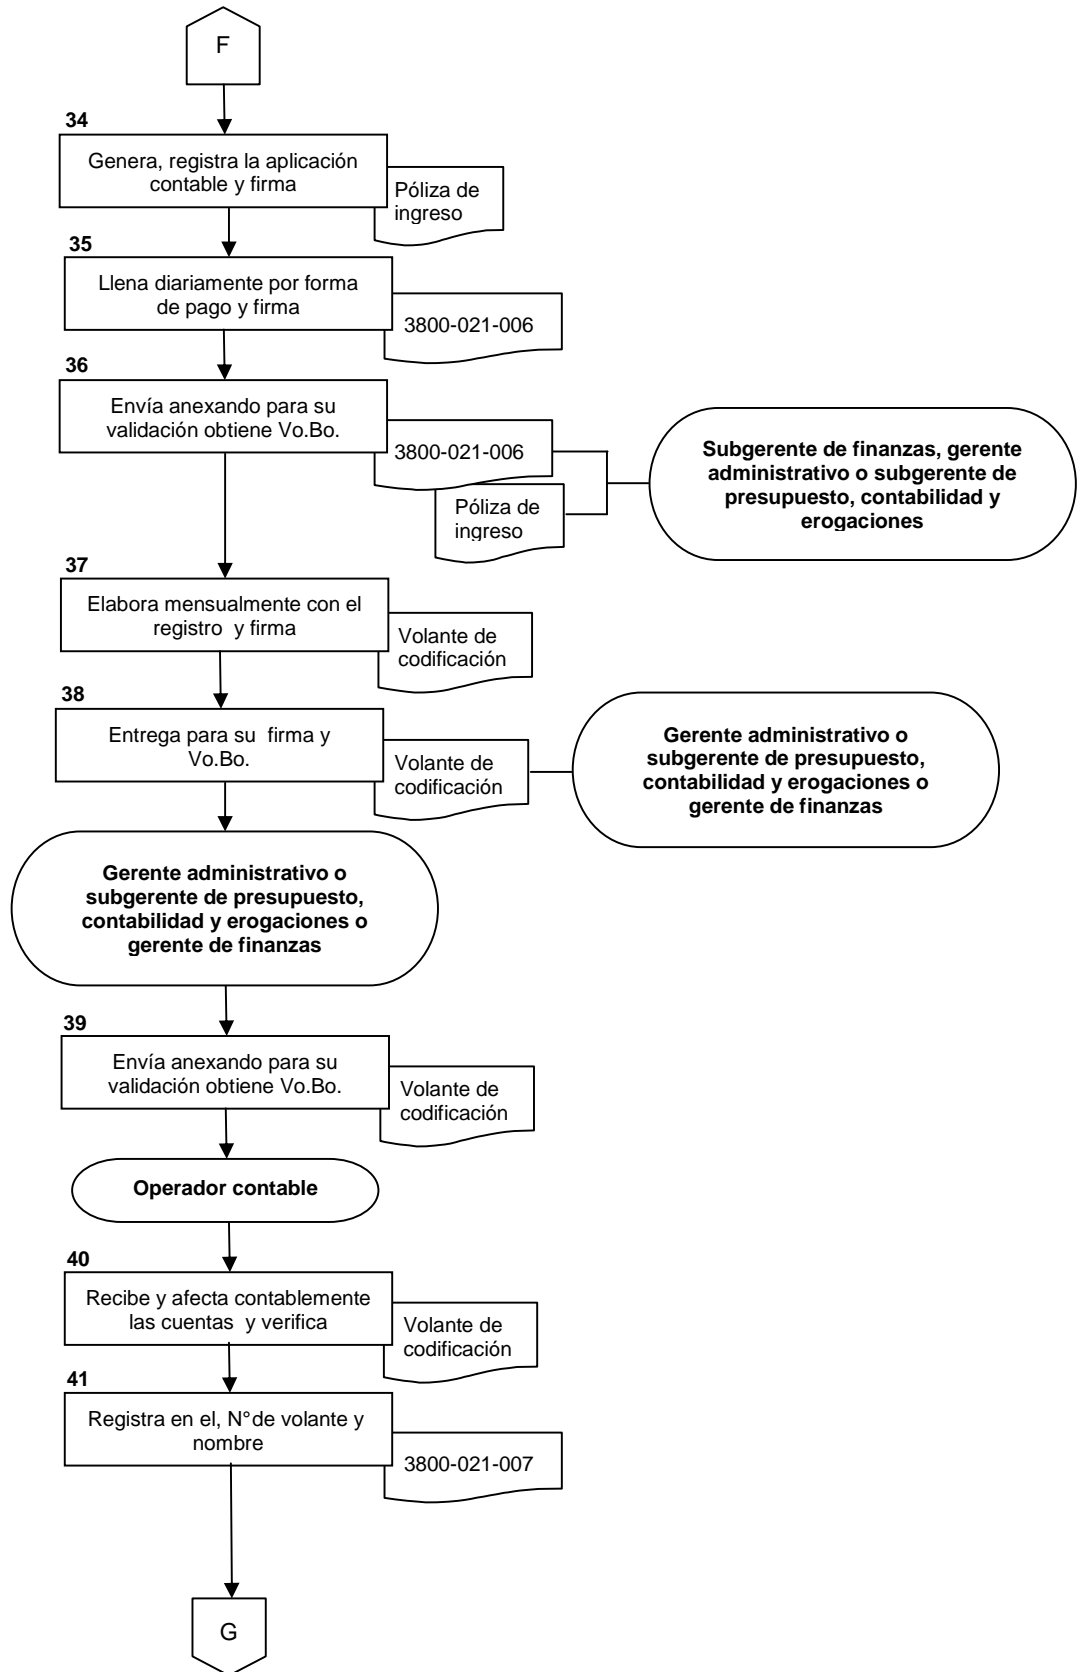 F
34
Genera, registra la aplicación
contable y firma
Póliza de
ingreso
35
Llena diariamente por forma
de pago y firma
3800-021-006
36
Envía anexando para su
validación obtiene Vo.Bo.
3800-021-006
Póliza de
ingreso
Subgerente de finanzas, gerente
administrativo o subgerente de
presupuesto, contabilidad y
erogaciones
37
Elabora mensualmente con el
registro y firma
Volante de
codificación
38
Entrega para su firma y
Vo.Bo.
Volante de
codificación
Gerente administrativo o
subgerente de presupuesto,
contabilidad y erogaciones o
gerente de finanzas
Gerente administrativo o
subgerente de presupuesto,
contabilidad y erogaciones o
gerente de finanzas
39
Envía anexando para su
validación obtiene Vo.Bo.
Volante de
codificación
Operador contable
40
Recibe y afecta contablemente
las cuentas y verifica
Volante de
codificación
41
Registra en el, N° de volante y
nombre
3800-021-007
G